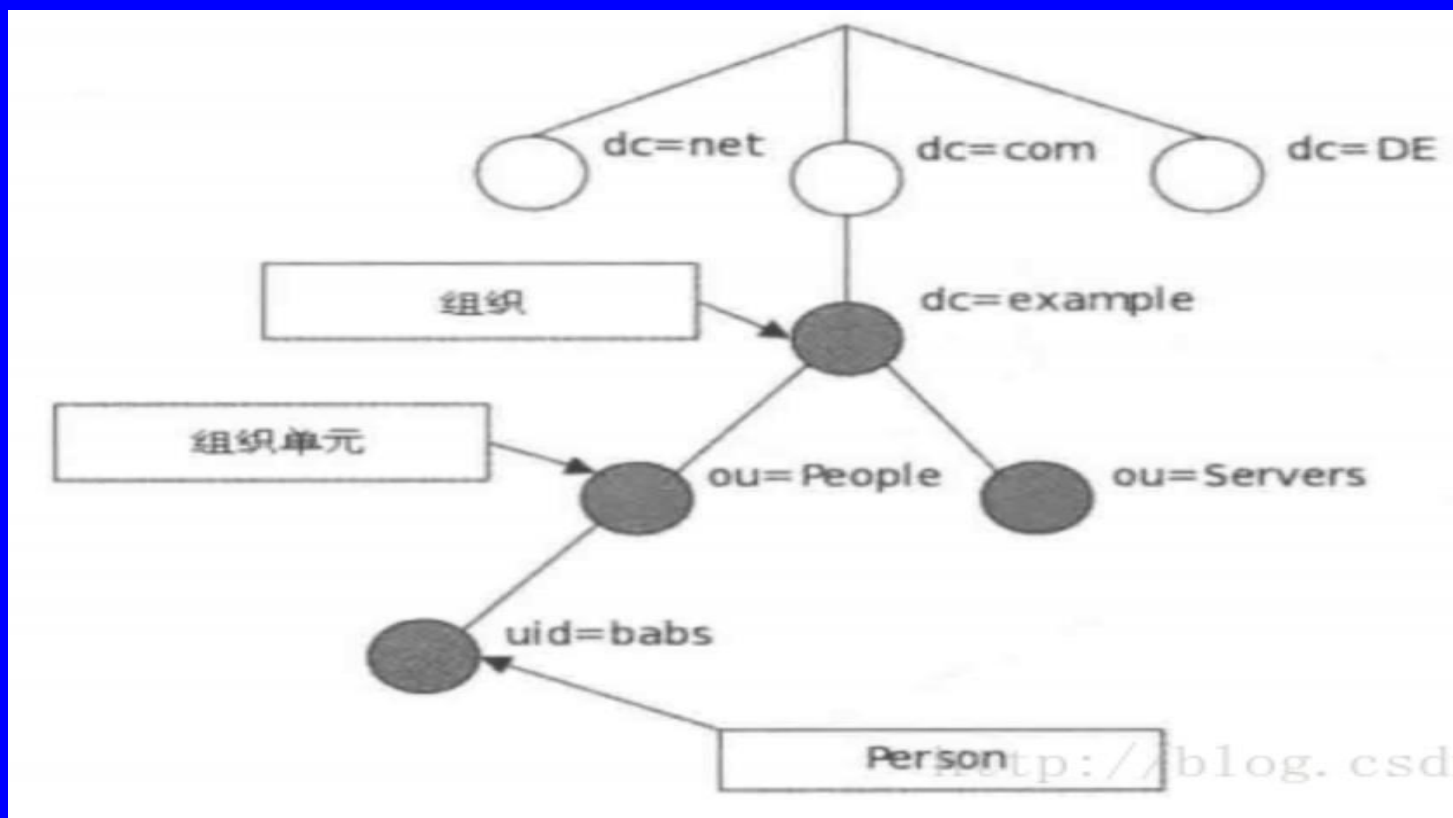 dc=net
dc=com
dc=DE
组织
dc=example
组织单元
ou=People
ou=Servers
uid=babs
Person
http://blog.csd